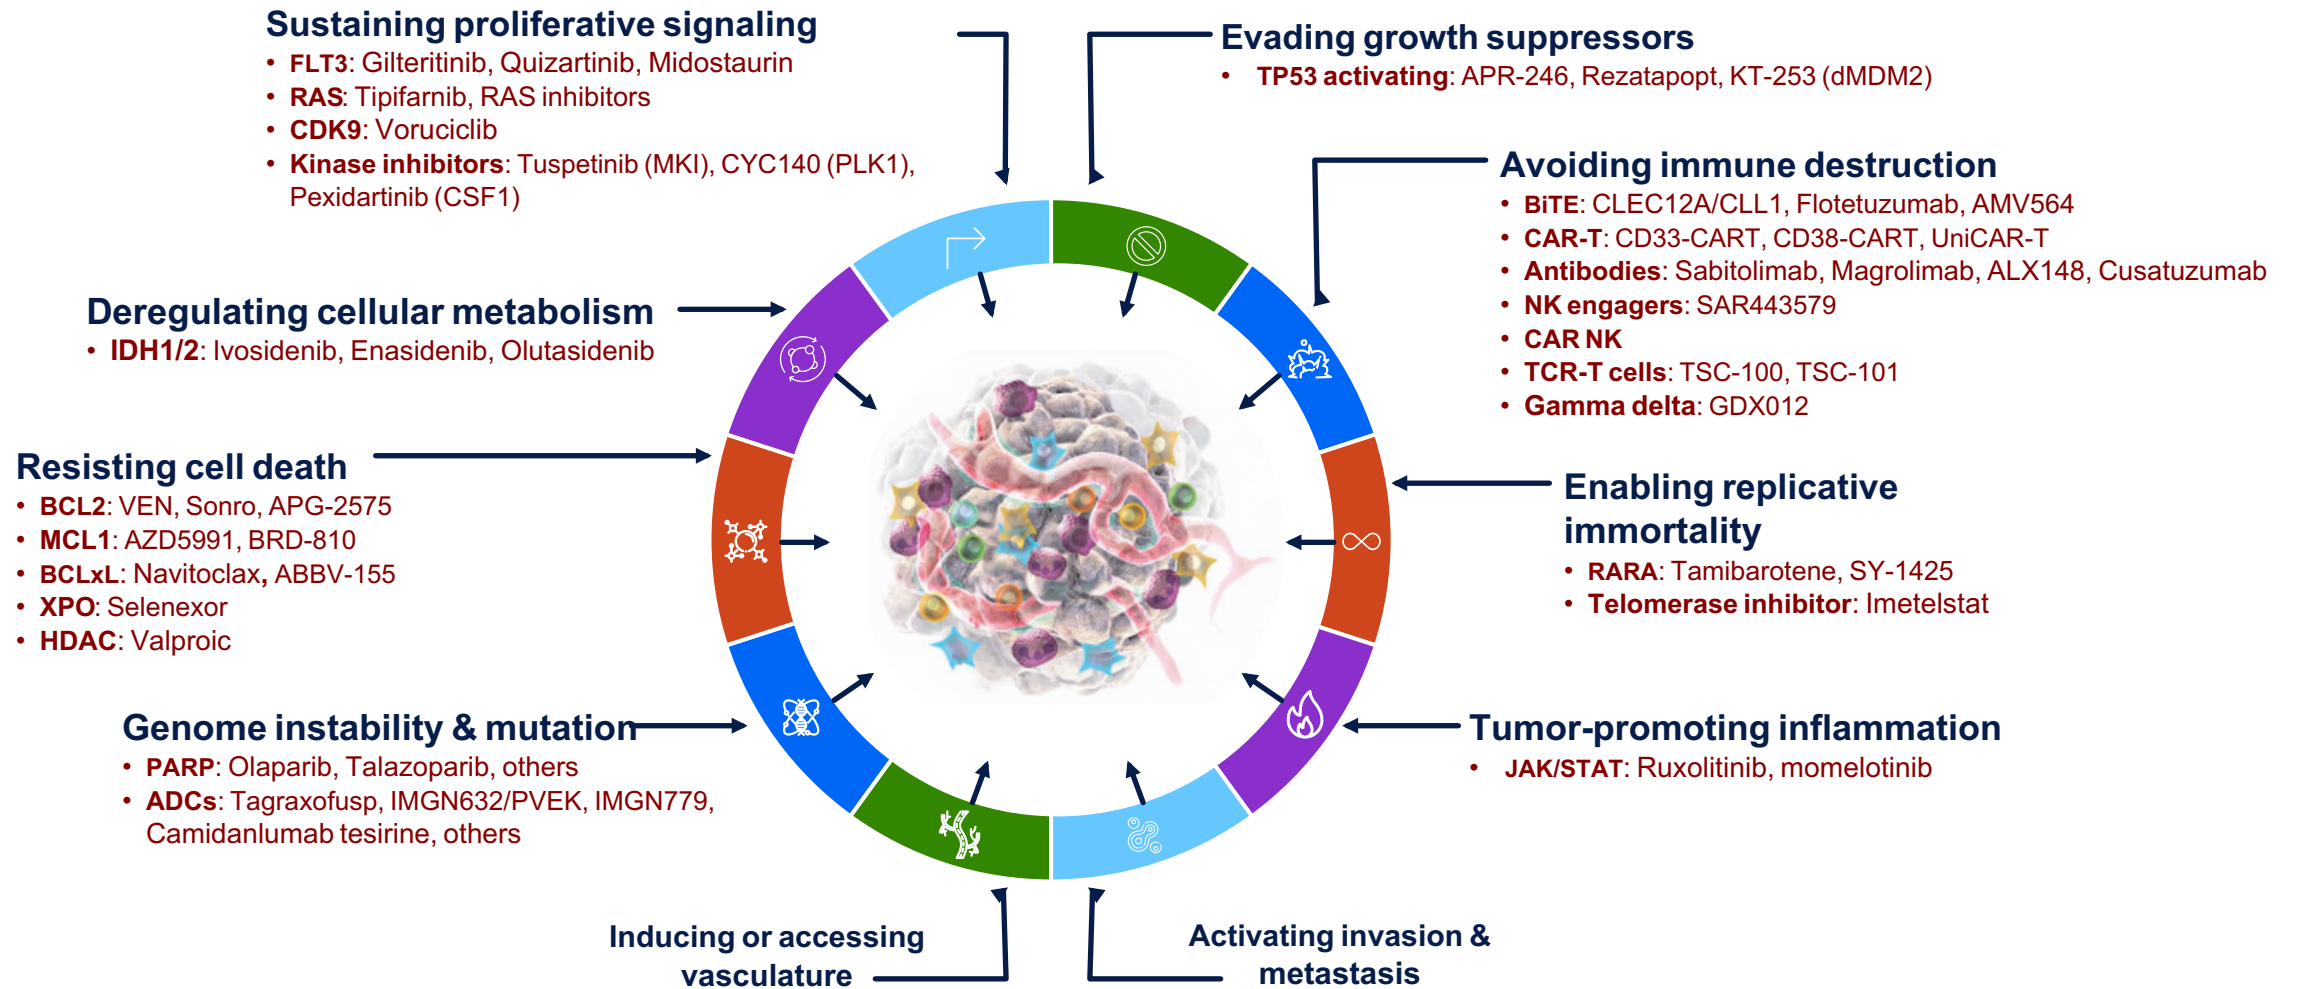 Sustaining proliferative signaling
• FLT3: Gilteritinib, Quizartinib, Midostaurin
• RAS: Tipifarnib, RAS inhibitors
• CDK9: Voruciclib
• Kinase inhibitors: Tuspetinib (MKI), CYC140 (PLK1),
Pexidartinib (CSF1)
Evading growth suppressors
• TP53 activating: APR-246, Rezatapopt, KT-253 (dMDM2)
Avoiding immune destruction
• BiTE: CLEC12A/CLL1, Flotetuzumab, AMV564
• CAR-T: CD33-CART, CD38-CART, UniCAR-T
• Antibodies: Sabitolimab, Magrolimab, ALX148, Cusatuzumab
• NK engagers: SAR443579
• CAR NK
• TCR-T cells: TSC-100, TSC-101
• Gamma delta: GDX012
Deregulating cellular metabolism
• IDH1/2: Ivosidenib, Enasidenib, Olutasidenib
Resisting cell death
• BCL2: VEN, Sonro, APG-2575
• MCL1: AZD5991, BRD-810
• BCLxL: Navitoclax, ABBV-155
• XPO: Selenexor
• HDAC: Valproic
Enabling replicative
immortality
• RARA: Tamibarotene, SY-1425
• Telomerase inhibitor: Imetelstat
Genome instability & mutation
• PARP: Olaparib, Talazoparib, others
• ADCs: Tagraxofusp, IMGN632/PVEK, IMGN779,
Camidanlumab tesirine, others
Tumor-promoting inflammation
• JAK/STAT: Ruxolitinib, momelotinib
Inducing or accessing
vasculature
Activating invasion &
metastasis